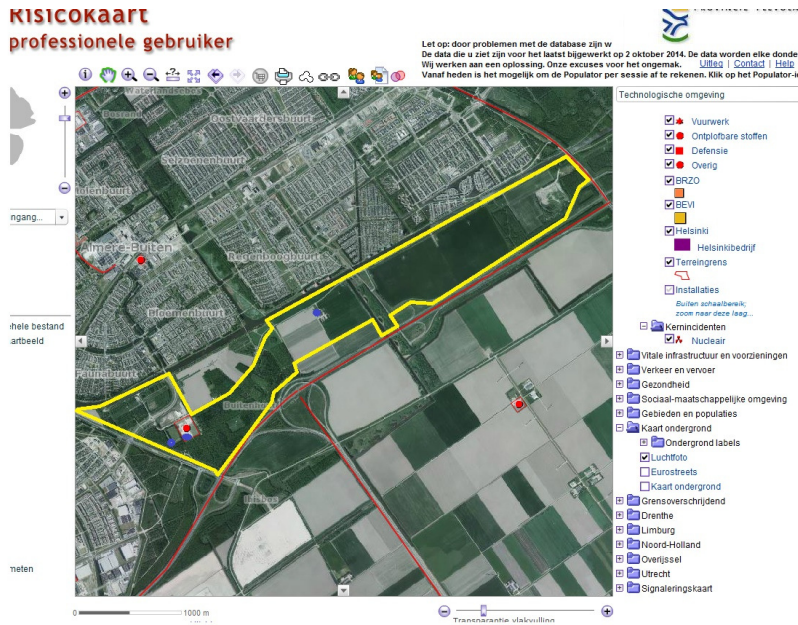 Risicokaart
professionele gebruiker
Let op: door problemen met de database zijn w
De data die u ziet zijn voor het laatst bijgewerkt op 2 oktober 2014. De data worden elke donde
Wij werken aan een oplossing. Onze excuses voor het ongemak.
Uitleg | Contact | Help
Vanaf heden is het mogelijk om de Populator per sessie af te rekenen. Klik op het Populator-i
Technologische omgeving
Vuurwerk
Ontplofbare stoffen
Defensie
Overig
BRZO
BEVI
Helsinki
Helsinkibedrijf
Terreingrens
Installaties
Buiten schaalbereik;
zoom naar deze laag...
Kernincidenten
Nucleair
Vitale infrastructuur en voorzieningen
Verkeer en vervoer
Gezondheid
Sociaal-maatschappelijke omgeving
Gebieden en populaties
Kaart ondergrond
Ondergrond labels
Luchtfoto
Eurostreets
Kaart ondergrond
Grensoverschrijdend
Drenthe
Limburg
Noord-Holland
Overijssel
Utrecht
Signaleringskaart
Oostvaardersbuurt
Seizoenenbuurt
olenbuurt
ngang...
Almere-Buiten
Regenboogbuurt
Bloemenbuurt
ehele bestand
artbeeld
Faunabuurt
Buitenhout
meten
0
1000 m
Transparantie vlakvulling